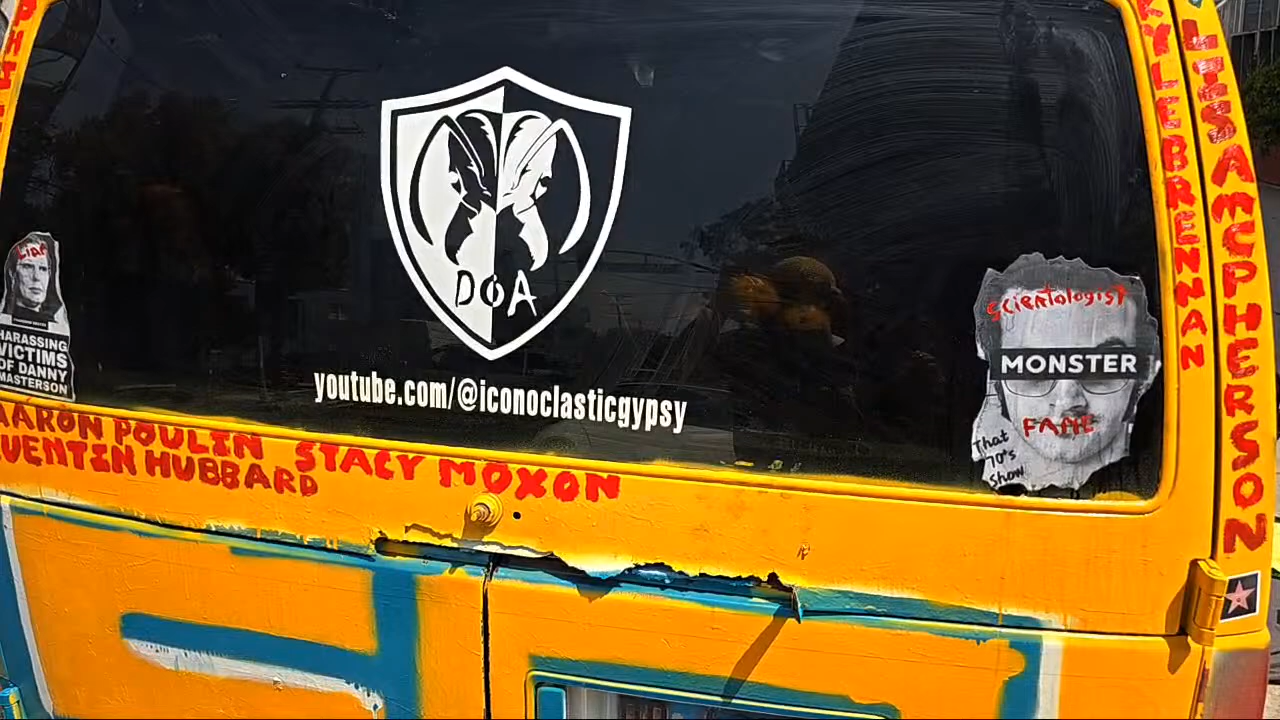 KYLE BRENNAN
LISA MCPHERSON
DOA
youtube.com/@iconoclasticgypsy
Liar
HARASSING
VICTIMS
OF DANNY
MASTERSON
Scientologist
MONSTER
FAME
That
70's
Show
AARON POULIN STACY MOXON
QUENTIN HUBBARD